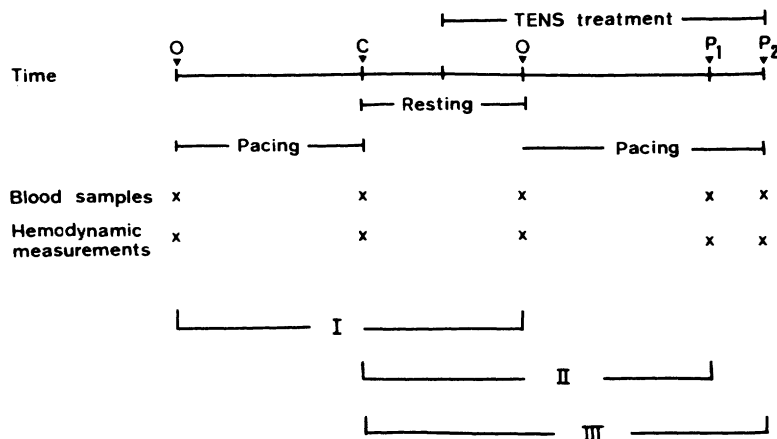 TENS treatment
O C O P₁ P₂
Time
Resting
Pacing Pacing
Blood samples x x x x x
Hemodynamic
measurements x x x x x
I
II
III